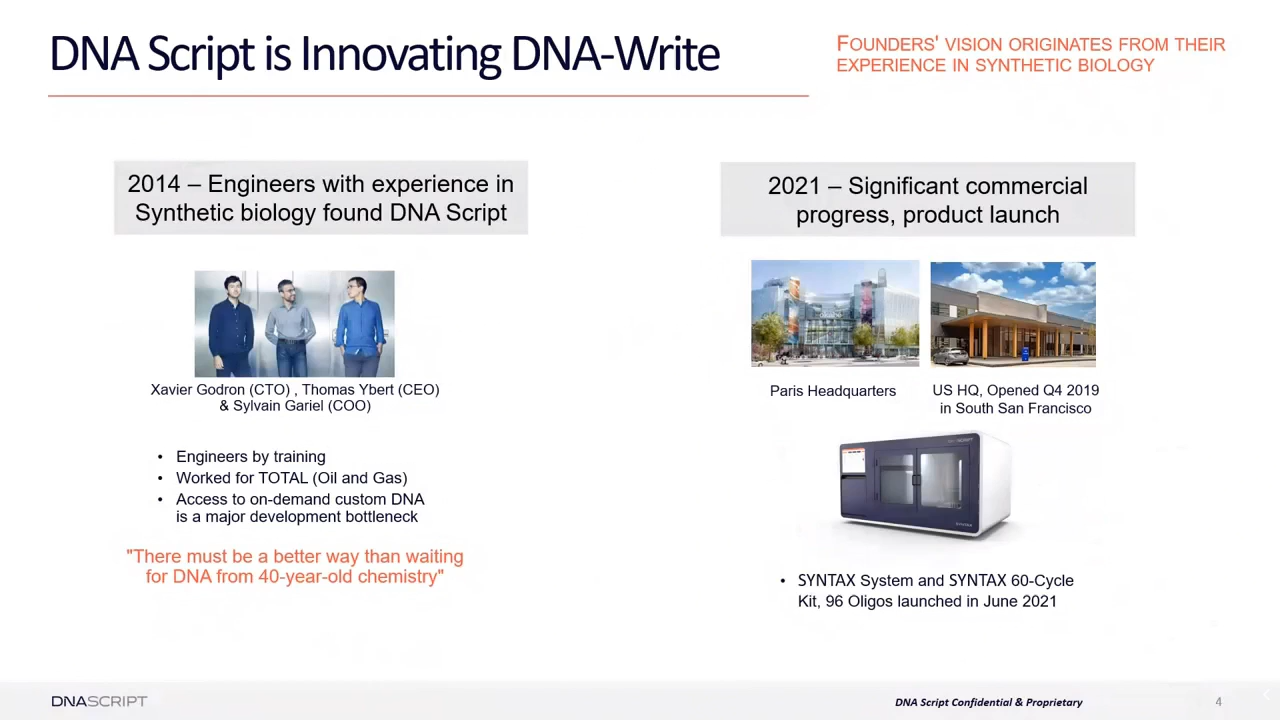 DNA Script is Innovating DNA-Write
FOUNDERS' VISION ORIGINATES FROM THEIR
EXPERIENCE IN SYNTHETIC BIOLOGY
2014 – Engineers with experience in
Synthetic biology found DNA Script
Xavier Godron (CTO) , Thomas Ybert (CEO)
& Sylvain Gariel (COO)
• Engineers by training
• Worked for TOTAL (Oil and Gas)
• Access to on-demand custom DNA
is a major development bottleneck
"There must be a better way than waiting
for DNA from 40-year-old chemistry"
2021 – Significant commercial
progress, product launch
Paris Headquarters
US HQ, Opened Q4 2019
in South San Francisco
• SYNTAX System and SYNTAX 60-Cycle
Kit, 96 Oligos launched in June 2021
DNASCRIPT
DNA Script Confidential & Proprietary
4